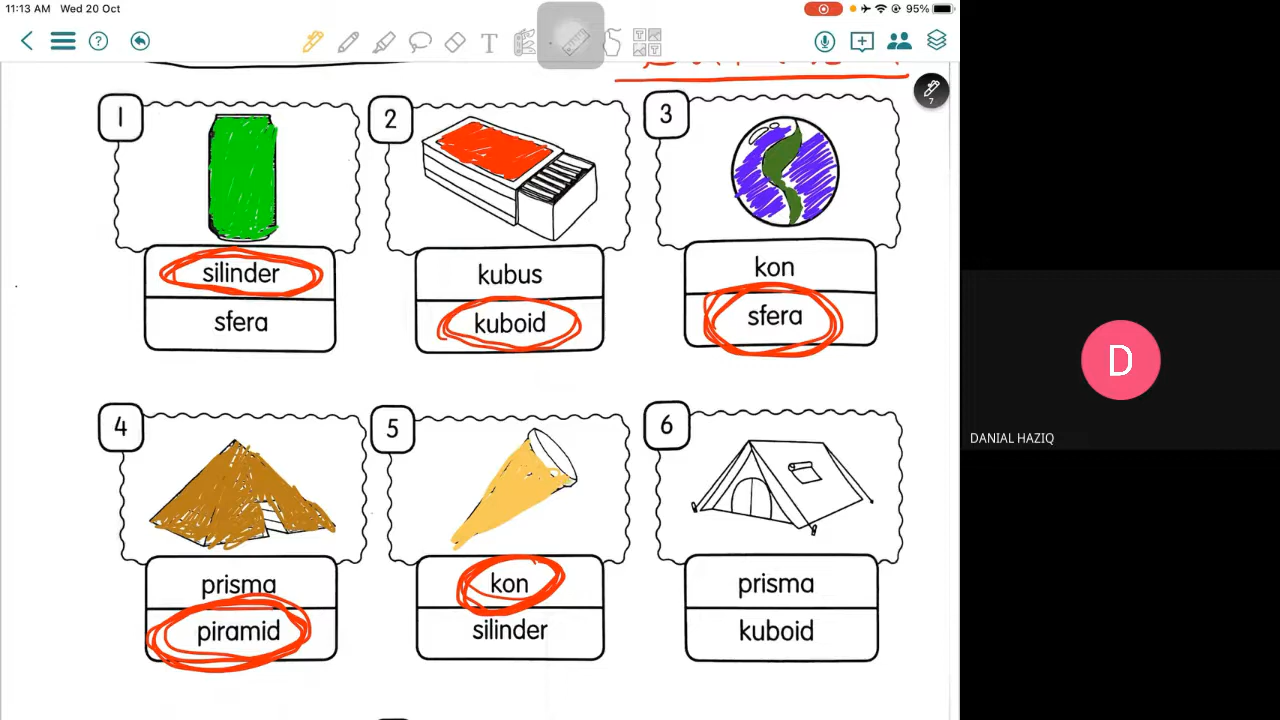 11:13 AM Wed 20 Oct
95%
T
7
1
2
3
silinder
sfera
kubus
kuboid
kon
sfera
4
5
6
prisma
piramid
kon
silinder
prisma
kuboid
D
DANIAL HAZIQ